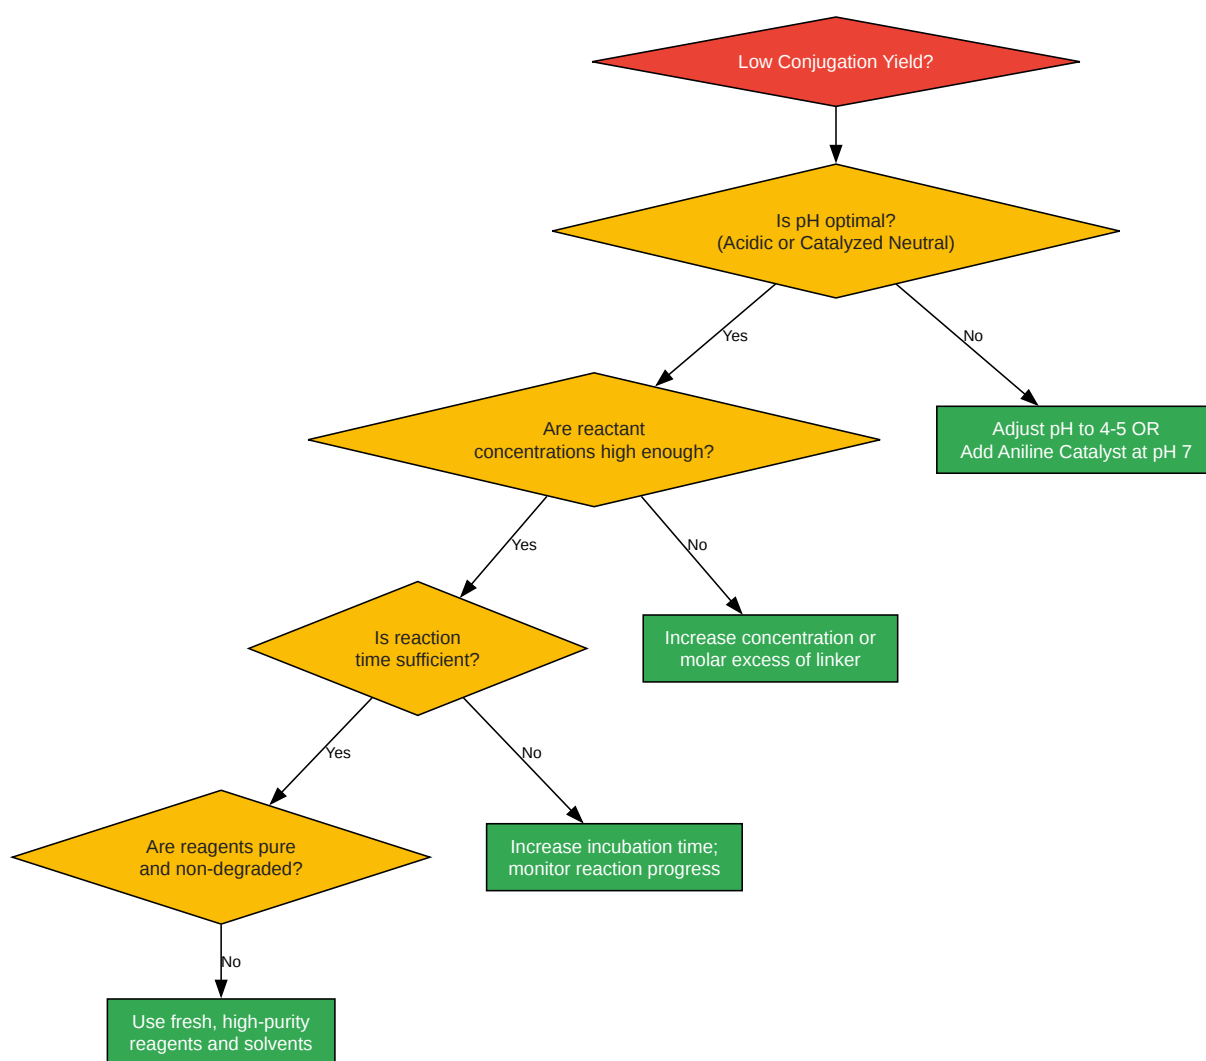 Low Conjugation Yield?
Is pH optimal?
(Acidic or Catalyzed Neutral)
Yes
No
Are reactant
concentrations high enough?
Adjust pH to 4-5 OR
Add Aniline Catalyst at pH 7
Yes
No
Is reaction
time sufficient?
Increase concentration or
molar excess of linker
Yes
No
Are reagents pure
and non-degraded?
Increase incubation time;
monitor reaction progress
No
Use fresh, high-purity
reagents and solvents